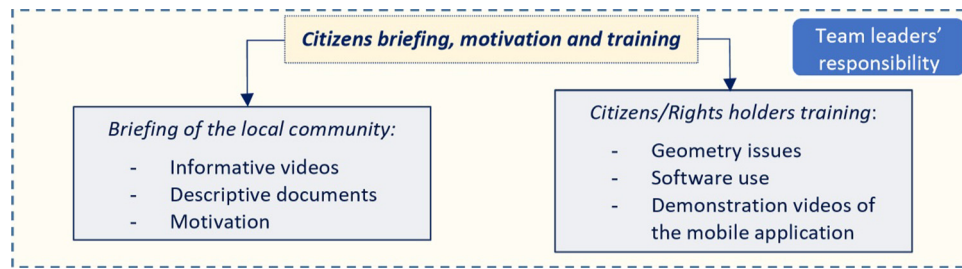 Citizens briefing, motivation and training
Team leaders’
responsibility
Briefing of the local community:
- Informative videos
- Descriptive documents
- Motivation
Citizens/Rights holders training:
- Geometry issues
- Software use
- Demonstration videos of
the mobile application